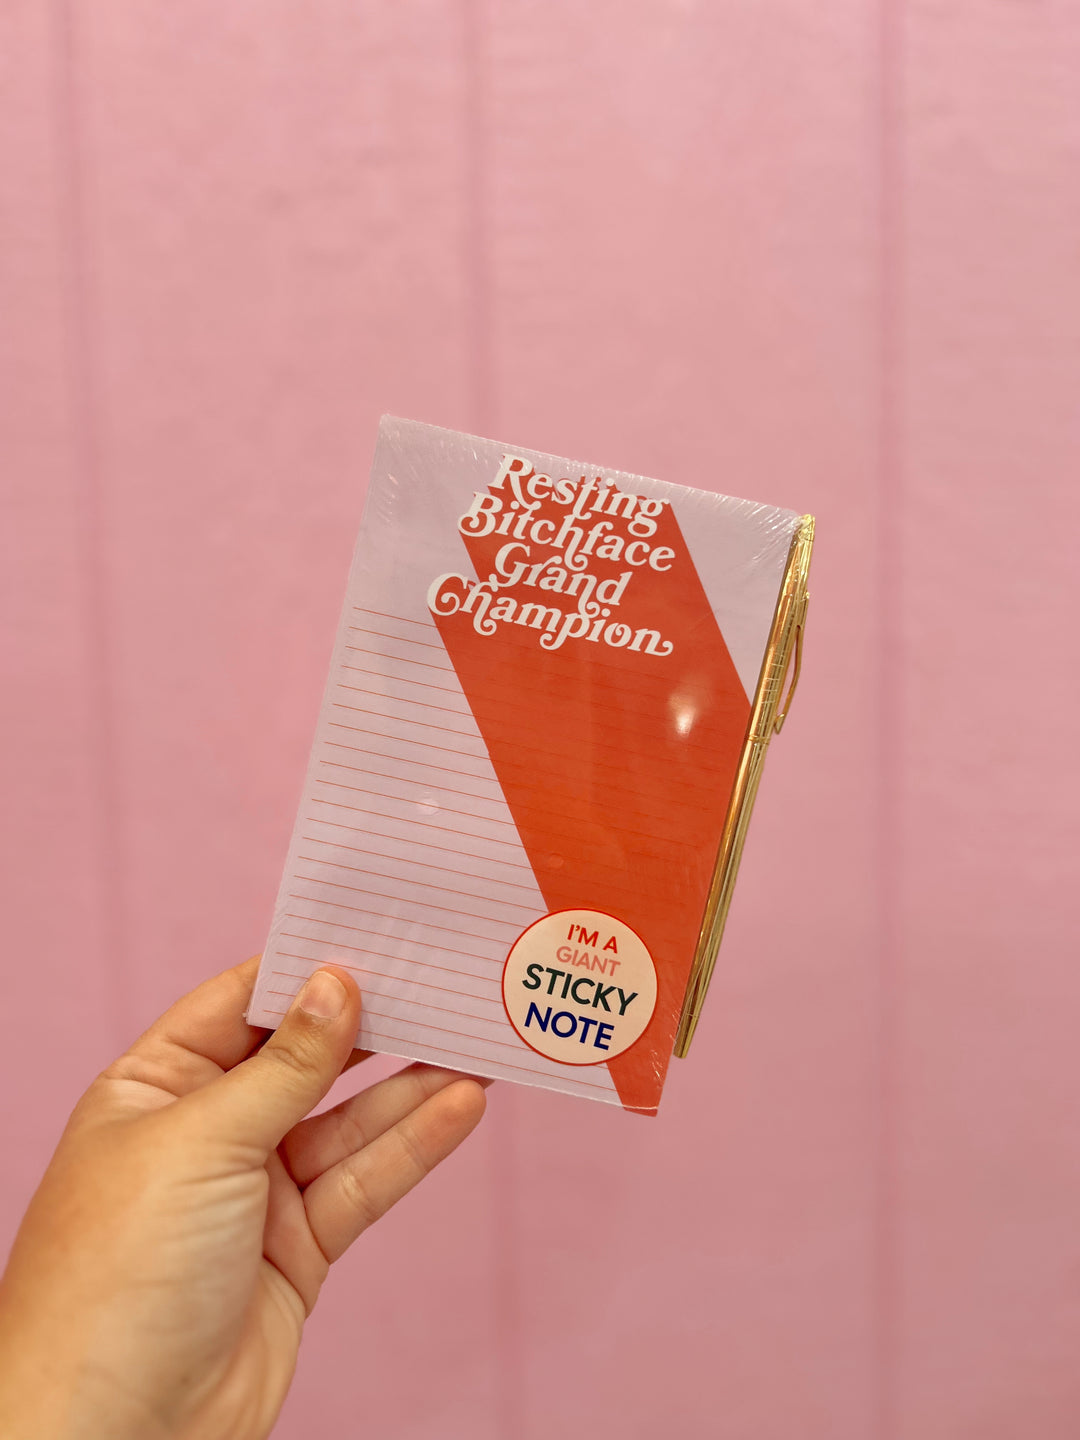 Resting
Bitchface
Grand
Champion
I'M A
GIANT
STICKY
NOTE